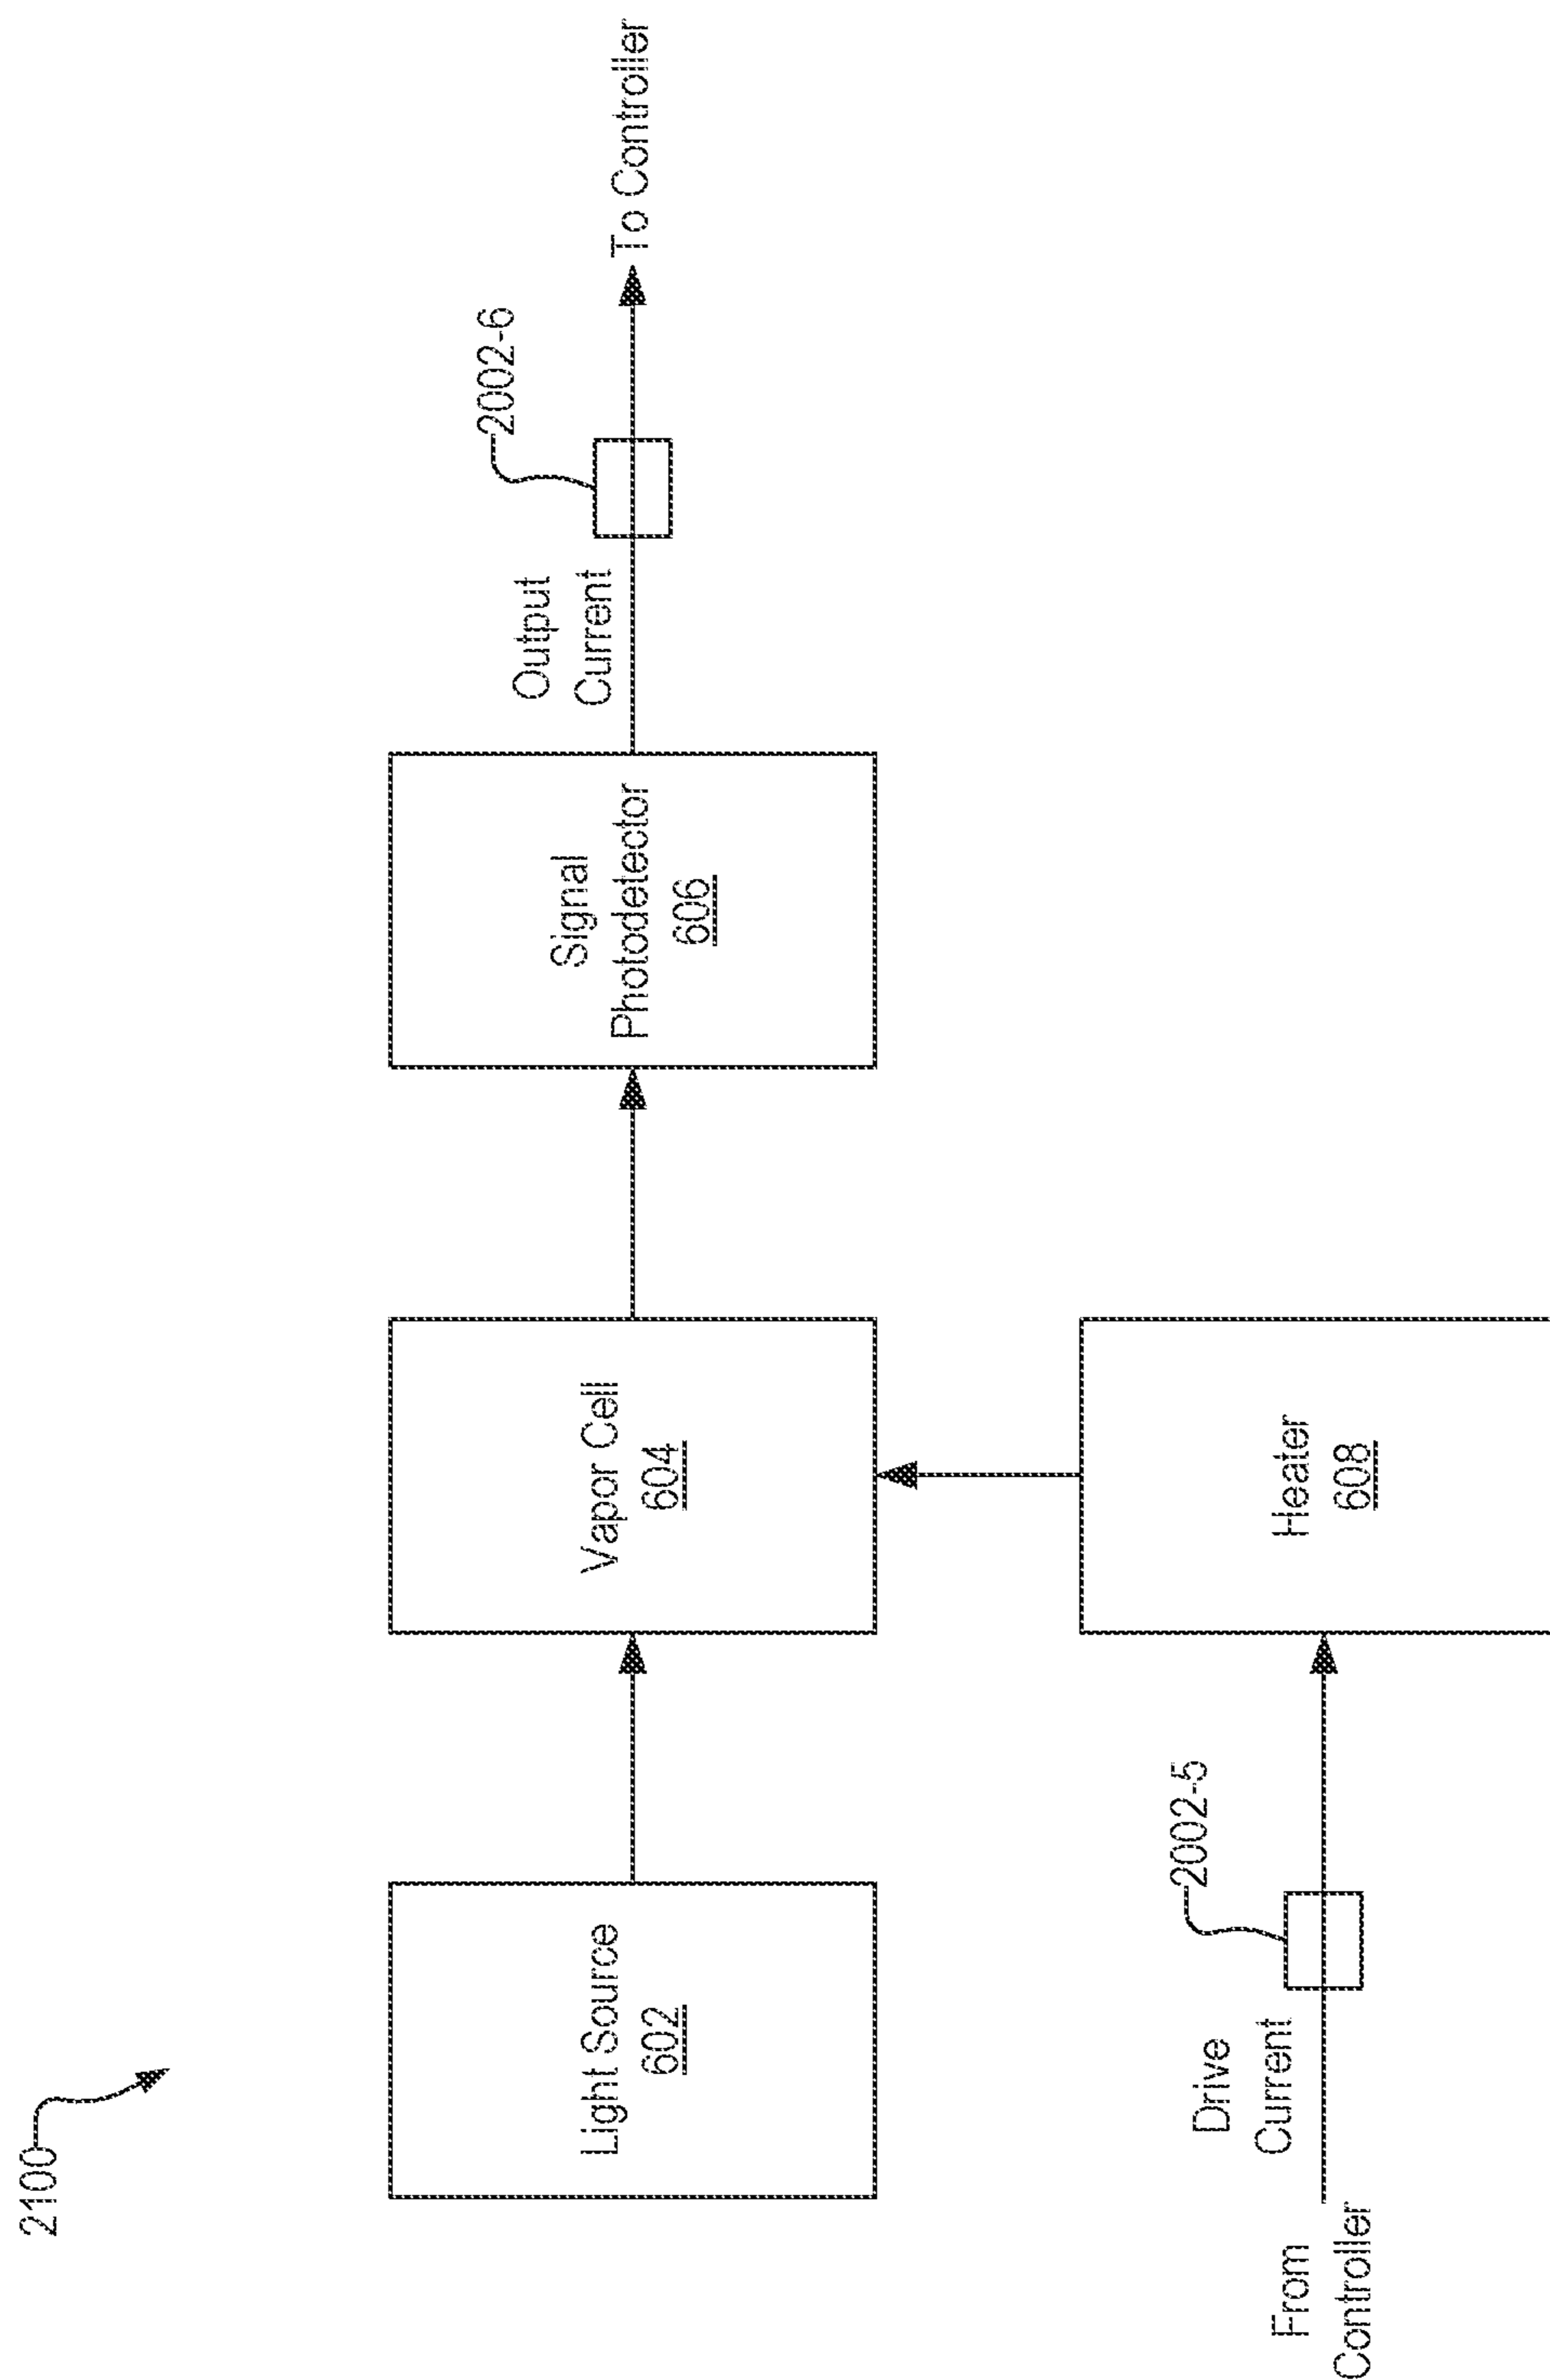 2100
Light Source
602
Vapor Cell
604
Signal
Photodetector
606
Output
Current
2002-6
To Controller
From
Controller
Drive
Current
2002-5
Heater
608